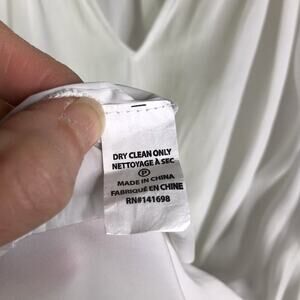 DRY CLEAN ONLY
NETTOYAGE À SEC
P
MADE IN CHINA
FABRIQUÉ EN CHINE
RN#141698